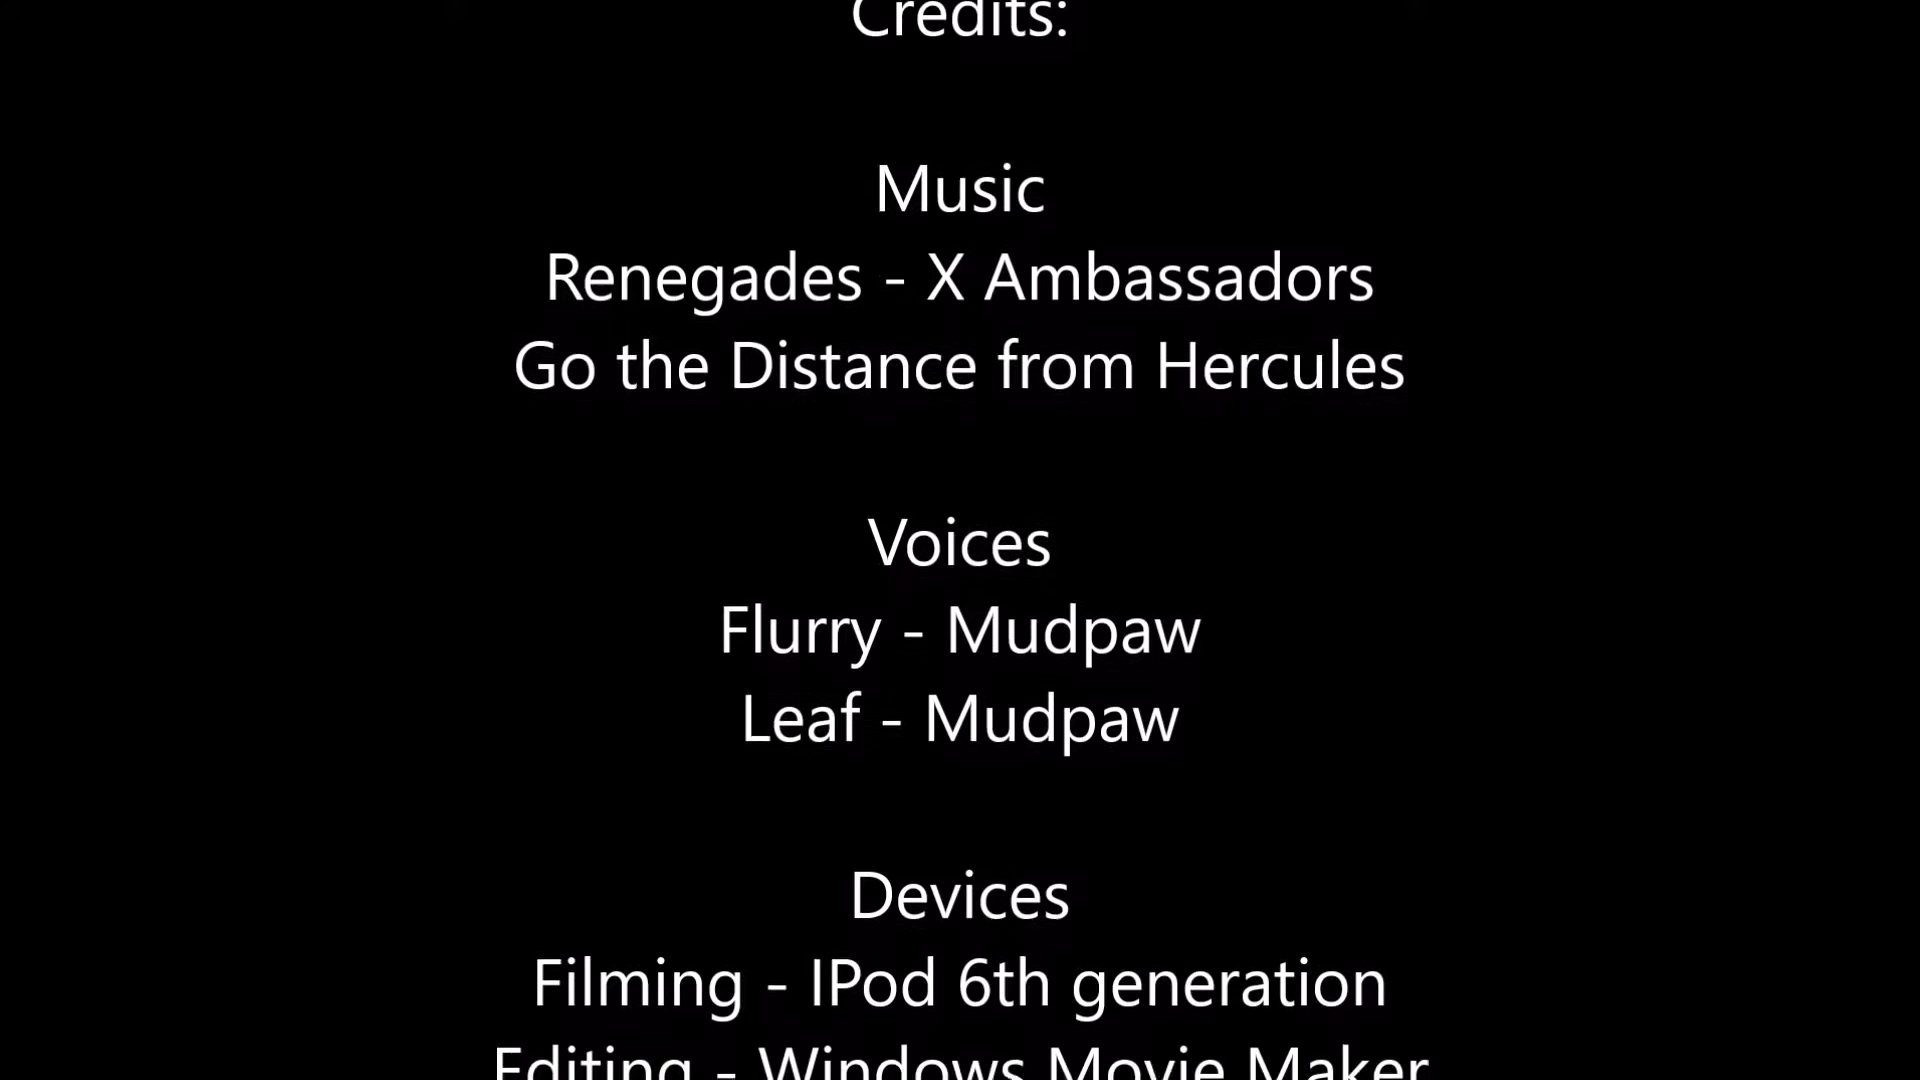 Credits:
Music
Renegades - X Ambassadors
Go the Distance from Hercules
Voices
Flurry - Mudpaw
Leaf - Mudpaw
Devices
Filming - IPod 6th generation
Editing - Windows Movie Maker